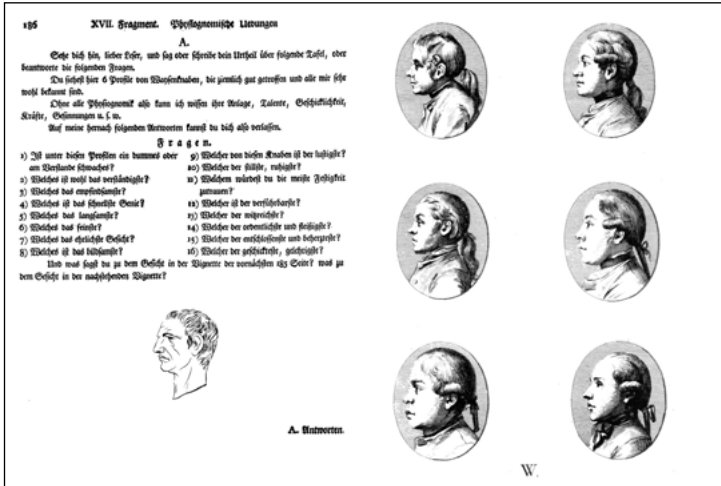 186 XVII. Fragment. Physiognomische Uebungen
A.
Setze dich hin, lieber Leser, und sag oder schreibe dein Urtheil über folgende Tafel, oder
beantworte die folgenden Fragen.
Du siehest hier 6 Profile von Waysenknaben, die ziemlich gut getroffen und alle mir sehr
wohl bekannt sind.
Ohne alle Physiognomik also kann ich wissen ihre Anlage, Talente, Geschicklichkeit,
Kräfte, Gesinnungen u. s. w.
Auf meine hernach folgenden Antworten kannst du dich also verlassen.
Fragen.
1) Ist unter diesen Profilen ein dummes oder
am Verstande schwaches?
2) Welches ist wohl das verständigste?
3) Welches das empfindsamste?
4) Welches ist das schnellste Genie?
5) Welches das langsamste?
6) Welches das feinste?
7) Welches das ehrlichste Gesicht?
8) Welches ist das bildsamste?
9) Welcher von diesen Knaben ist der lustigste?
10) Welcher der stillste, ruhigste?
11) Welchem würdest du die meiste Festigkeit
zutrauen?
12) Welcher ist der verführbarste?
13) Welcher der witzreichste?
14) Welcher der ordentlichste und fleißigste?
15) Welcher der entschlossenste und beherzteste?
16) Welcher der geschickteste, gelehrigste?
Und was sagst du zu dem Gesicht in der Vignette der vornächsten 185 Seite? was zu
dem Gesicht in der nachstehenden Vignette?
A. Antworten.
W.